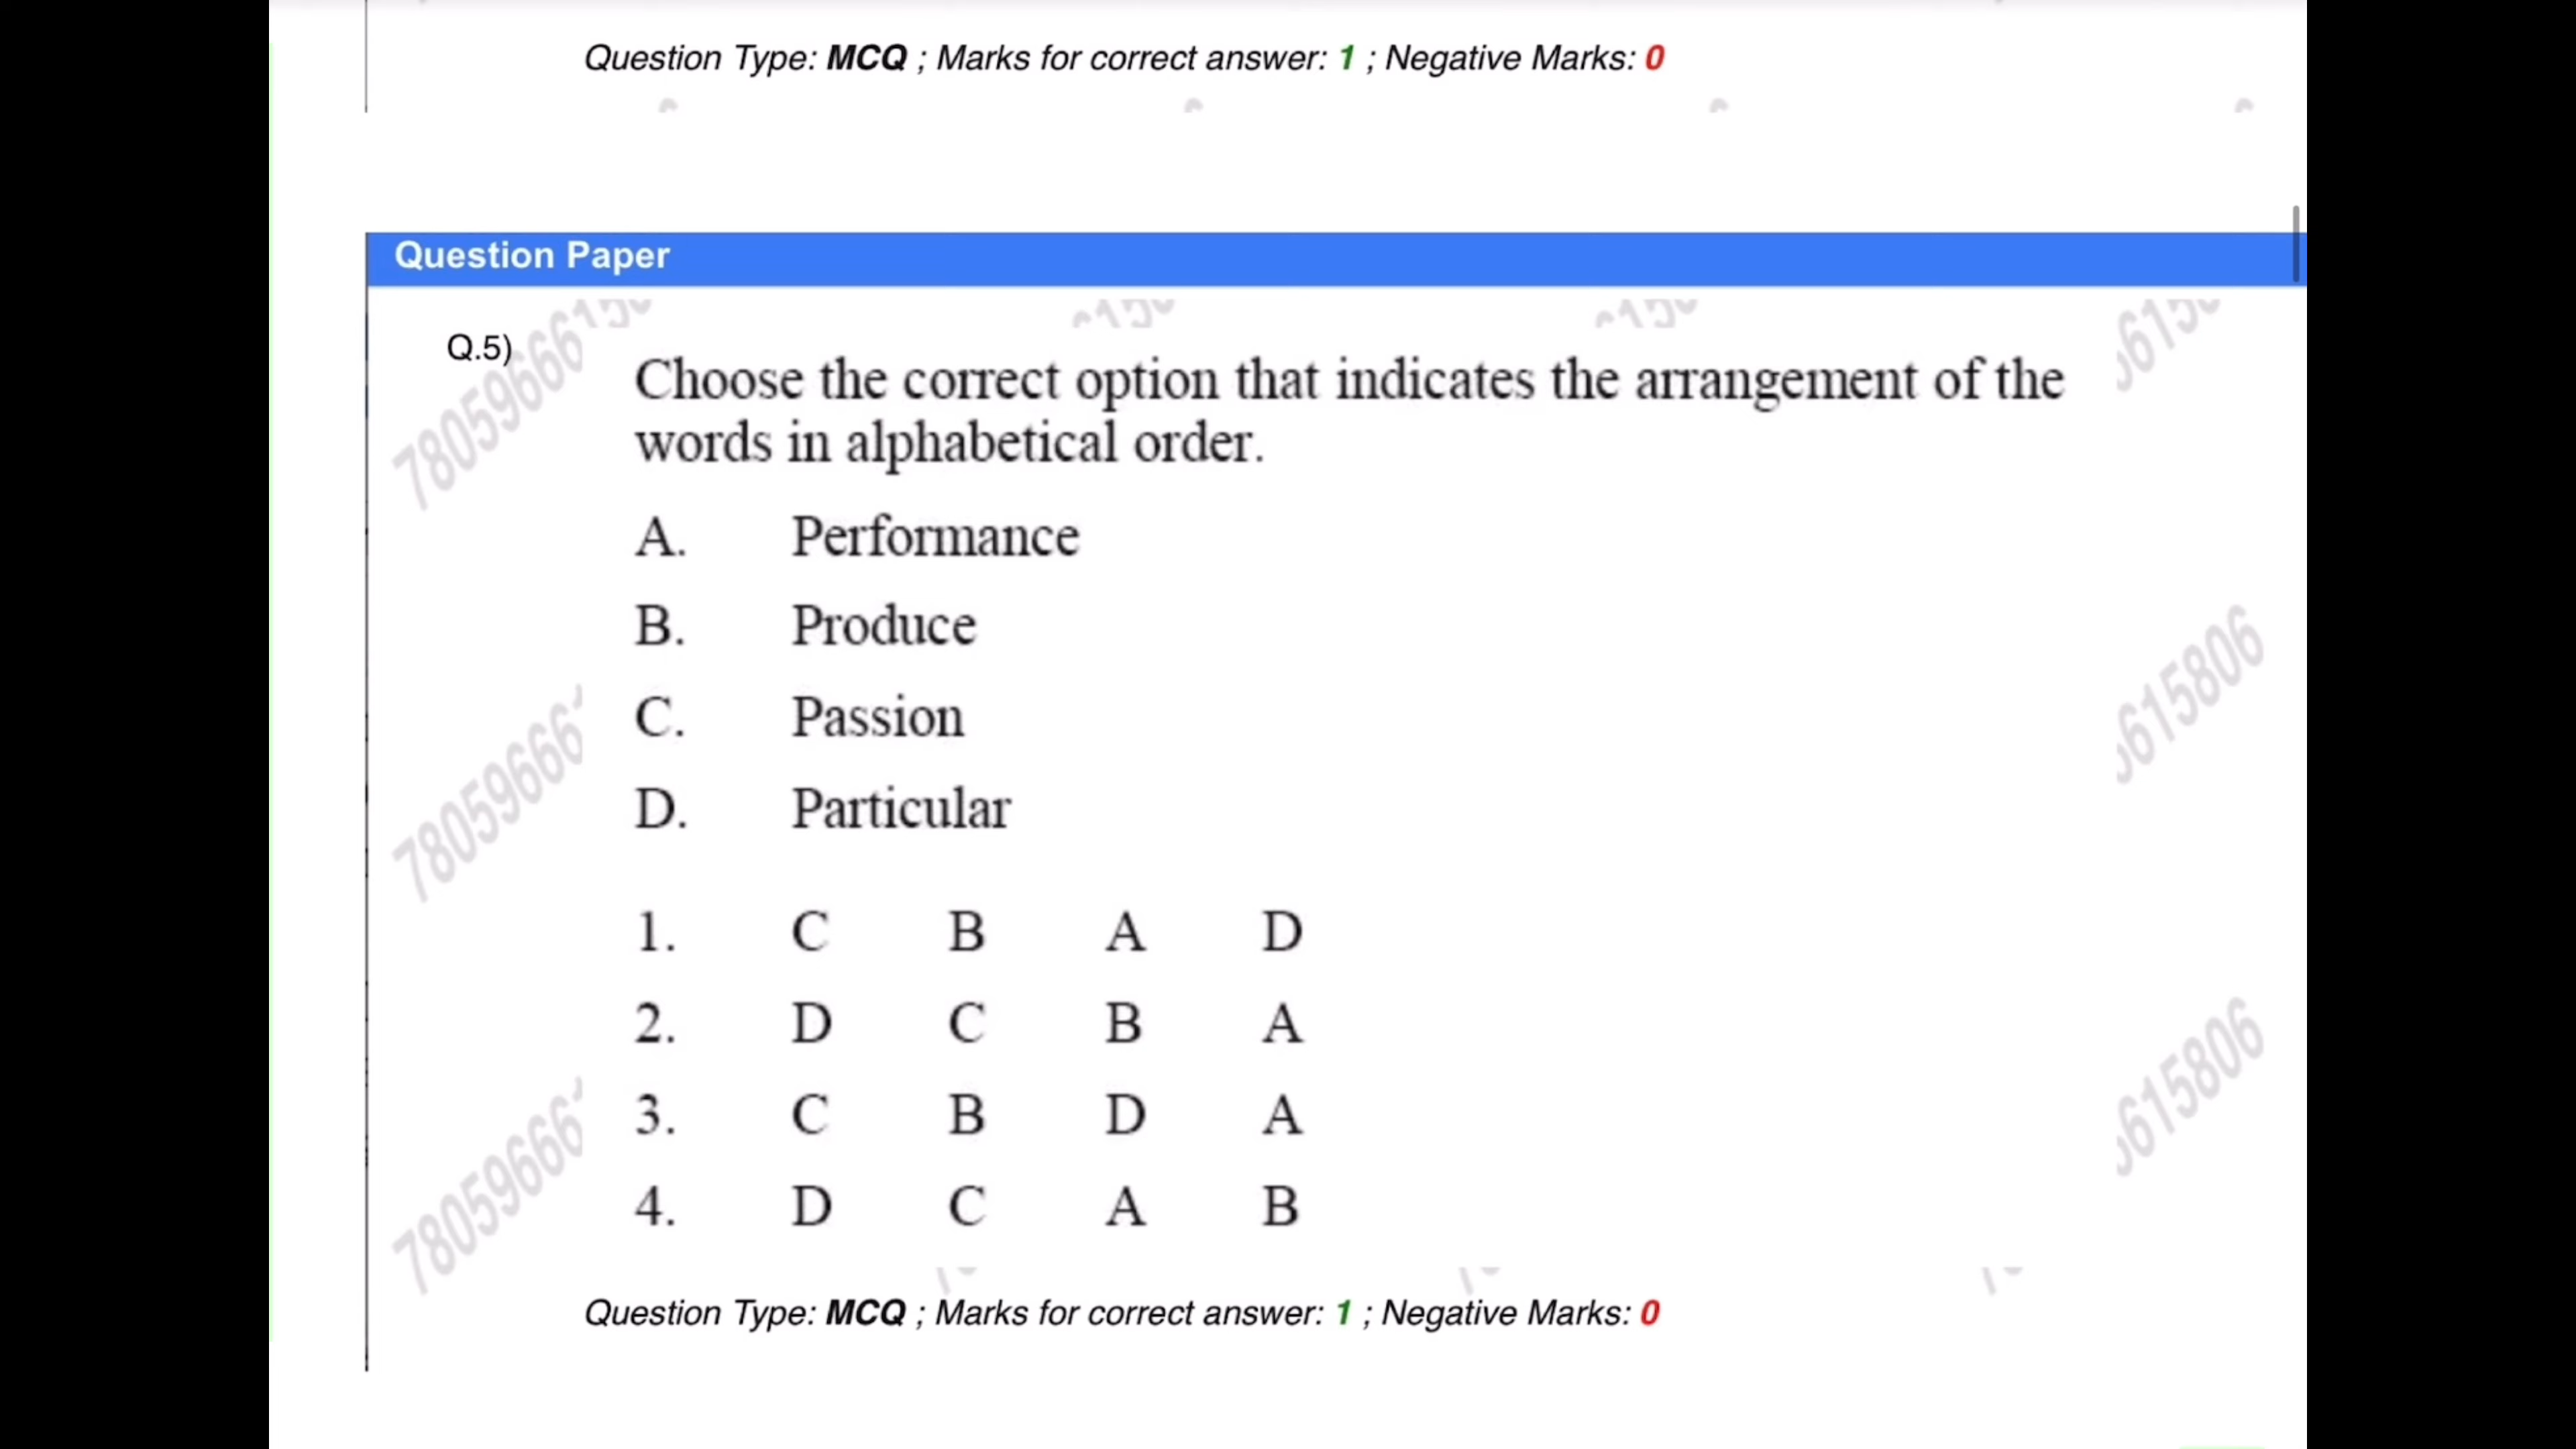 Question Type: MCQ ; Marks for correct answer: 1 ; Negative Marks: 0
Question Paper
Q.5)
Choose the correct option that indicates the arrangement of the
words in alphabetical order.
A. Performance
B. Produce
C. Passion
D. Particular
1. C B A D
2. D C B A
3. C B D A
4. D C A B
Question Type: MCQ ; Marks for correct answer: 1 ; Negative Marks: 0